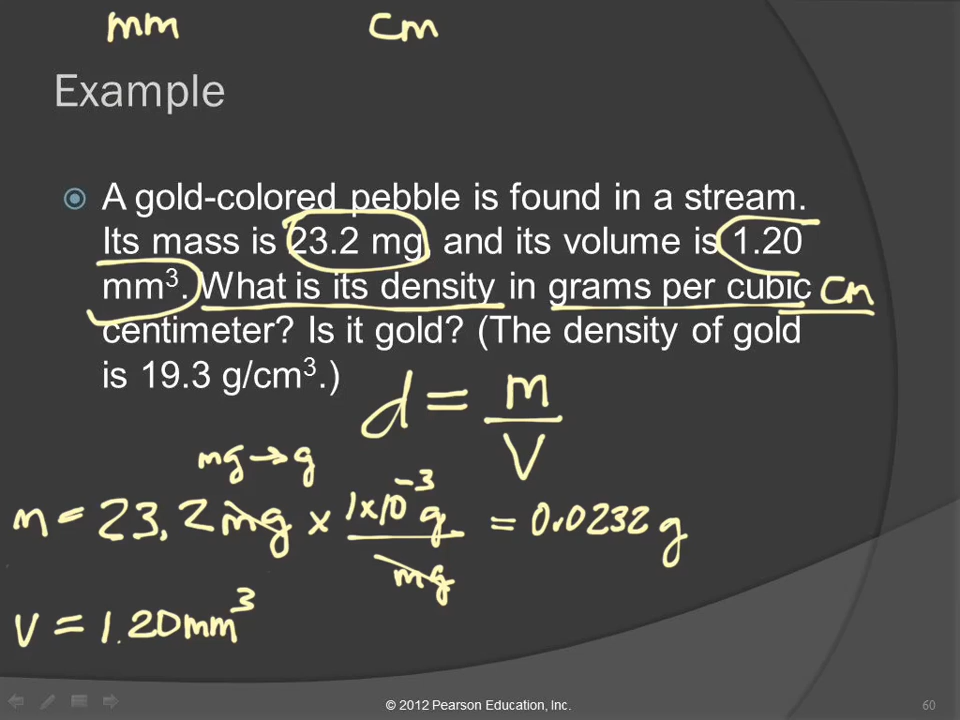 mm cm
Example
A gold-colored pebble is found in a stream.
Its mass is 23.2 mg, and its volume is 1.20
mm³. What is its density in grams per cubic cm
centimeter? Is it gold? (The density of gold
is 19.3 g/cm³.)
d = m/V
mg → g
m = 23.2 mg × 1×10⁻³ g/mg = 0.0232 g
V = 1.20 mm³
© 2012 Pearson Education, Inc. 60